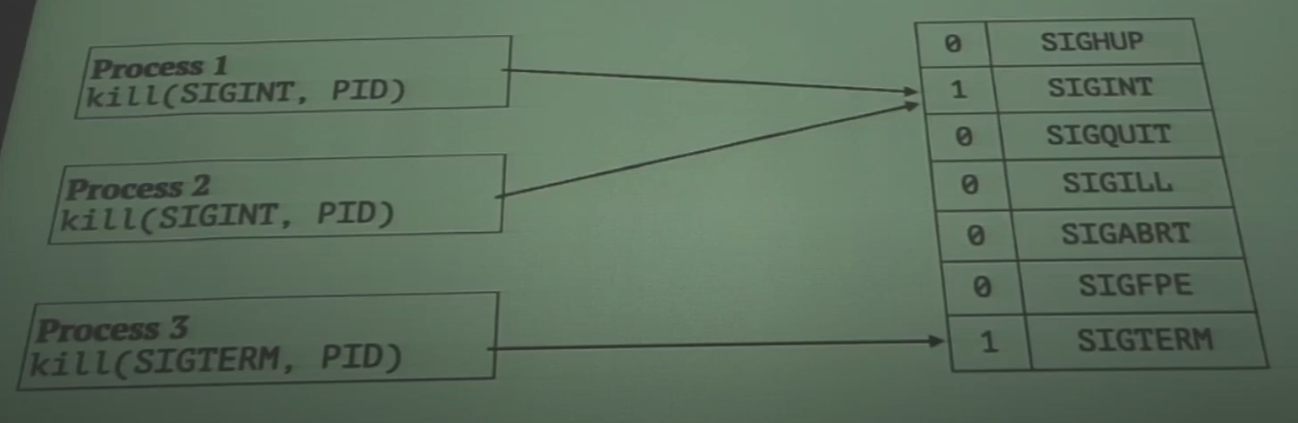 Process 1
kill(SIGINT, PID)
Process 2
kill(SIGINT, PID)
Process 3
kill(SIGTERM, PID)
0 SIGHUP
1 SIGINT
0 SIGQUIT
0 SIGILL
0 SIGABRT
0 SIGFPE
1 SIGTERM